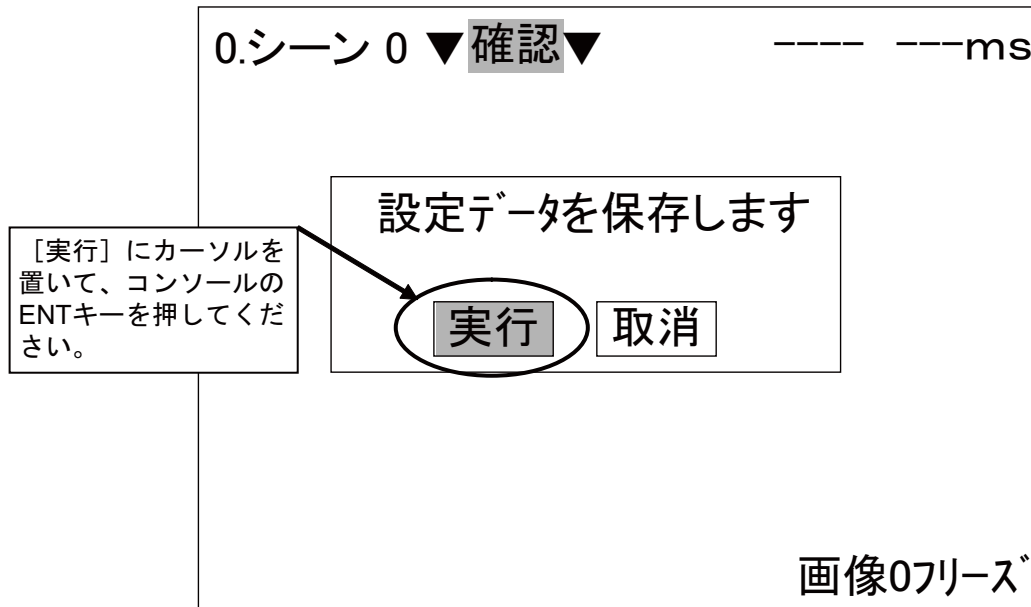 0.シーン 0 ▼確認▼ ---- ---ms
設定ﾃﾞｰﾀを保存します
［実行］にカーソルを
置いて、コンソールの
ENTキーを押してくだ
さい。
実行 取消
画像0ﾌﾘｰｽﾞ